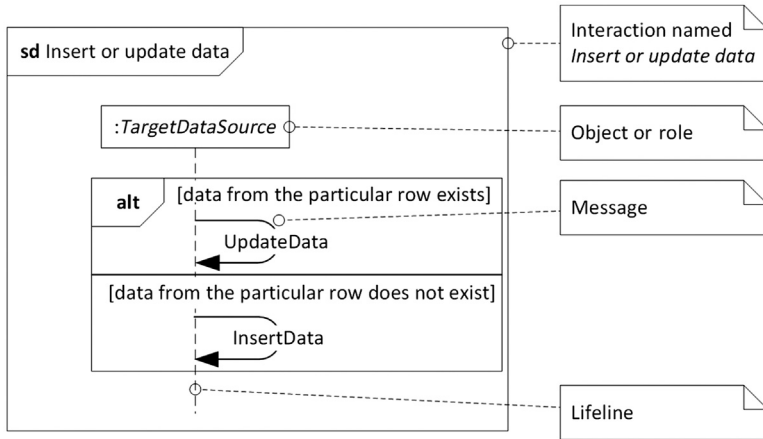 sd Insert or update data
Interaction named
Insert or update data
:TargetDataSource
Object or role
alt
[data from the particular row exists]
Message
UpdateData
[data from the particular row does not exist]
InsertData
Lifeline